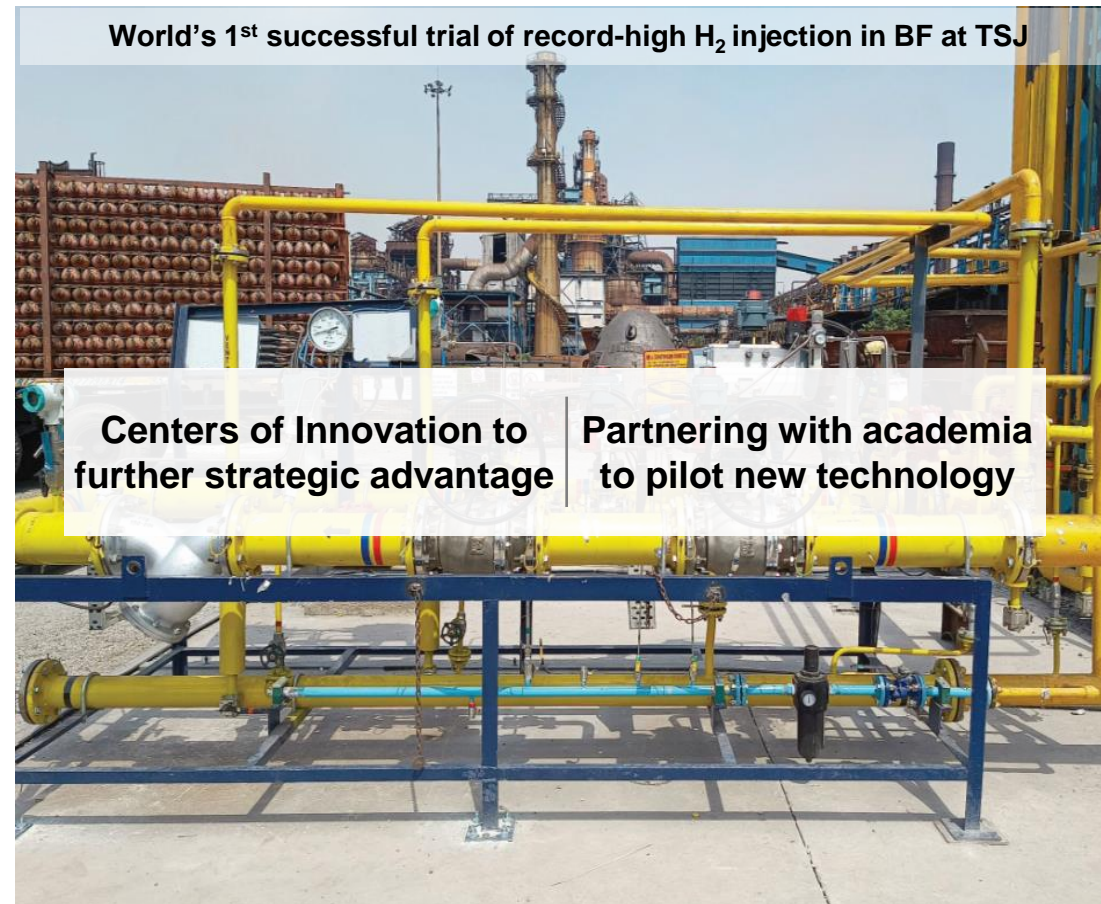 World's 1st successful trial of record-high H2 injection in BF at TSJ
Centers of Innovation to
further strategic advantage
Partnering with academia
to pilot new technology